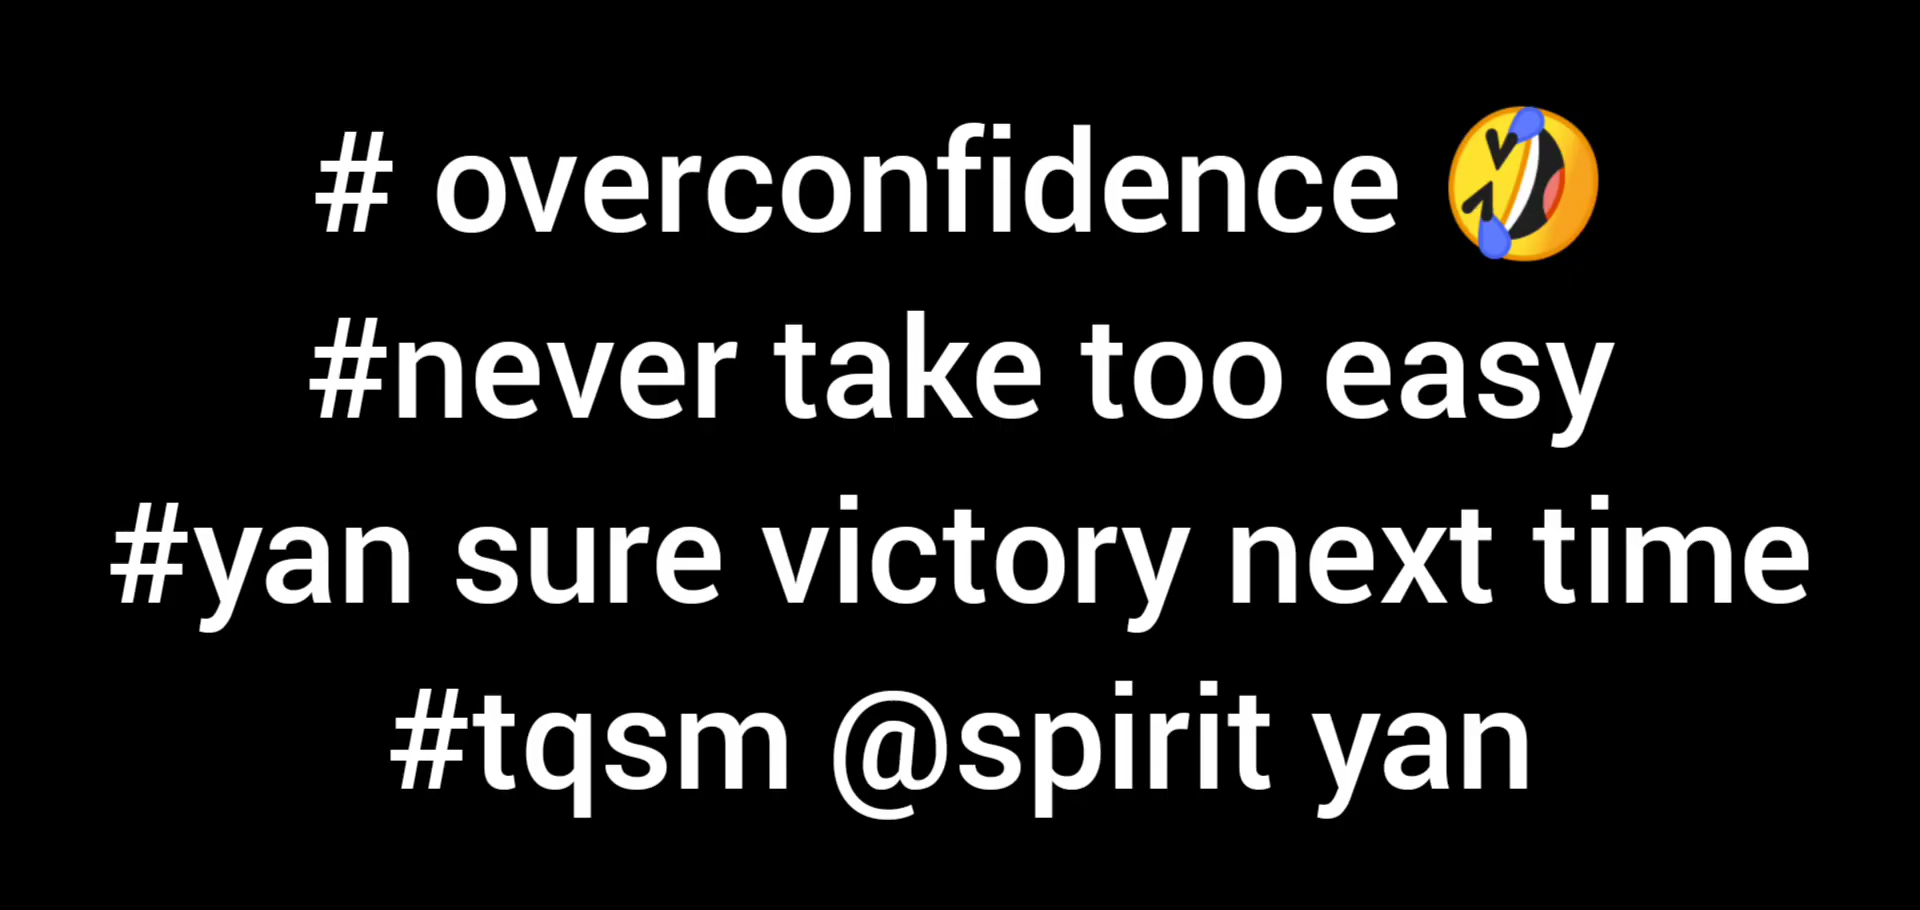 # overconfidence 🤣
#never take too easy
#yan sure victory next time
#tqsm @spirit yan